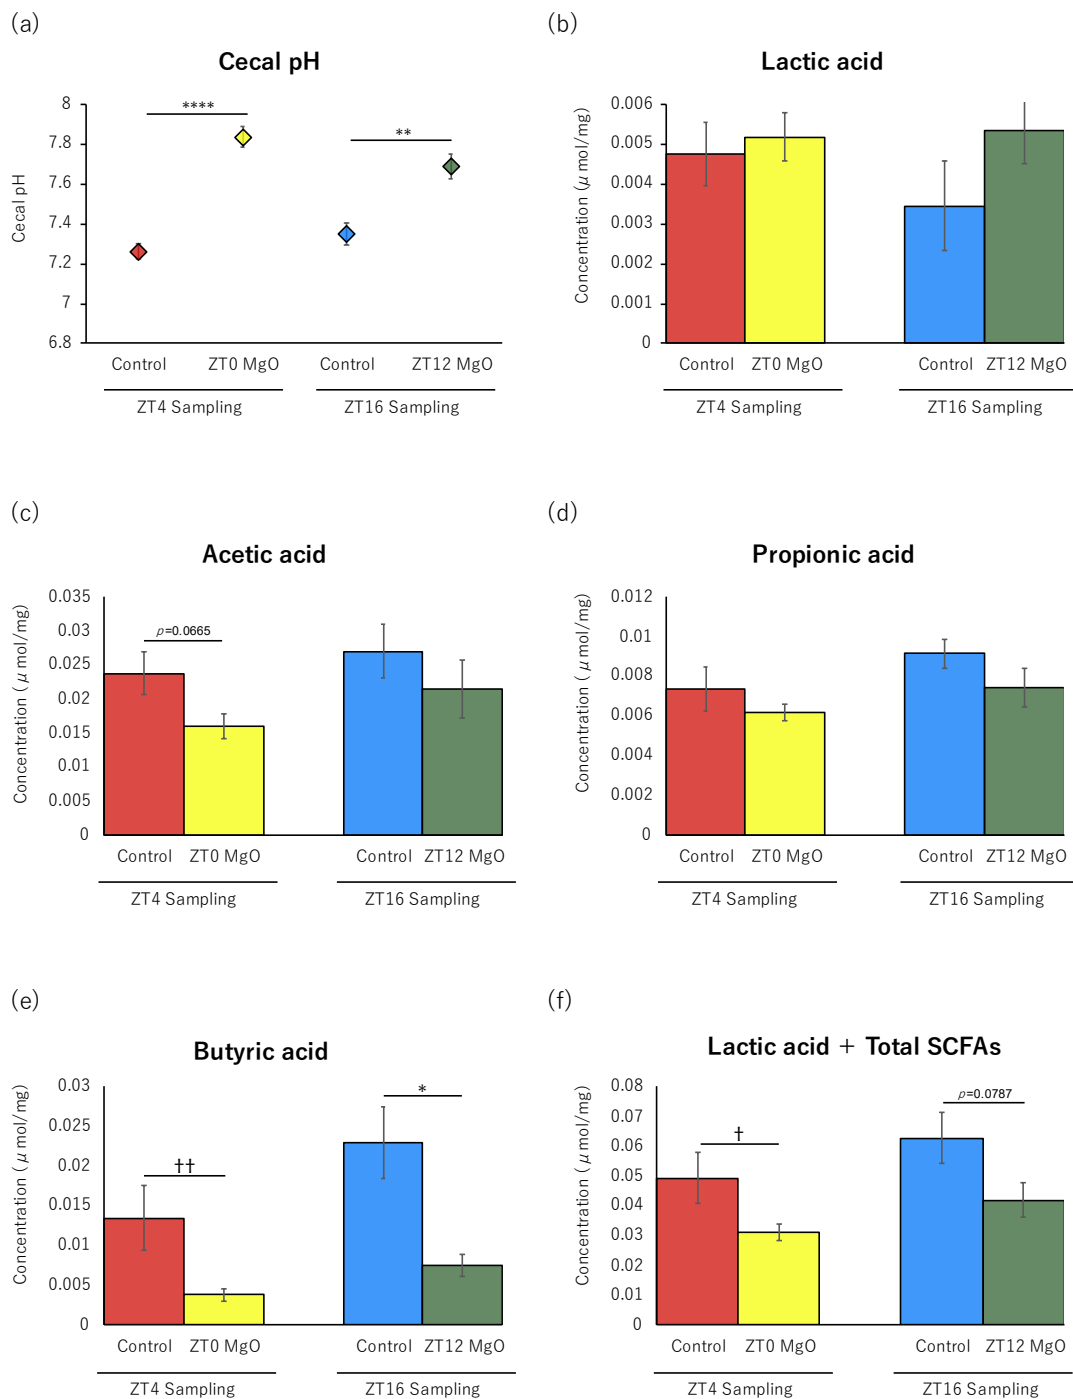 (a)
Cecal pH
Cecal pH
8
7.8
7.6
7.4
7.2
7
6.8
****
**
Control ZT0 MgO Control ZT12 MgO
ZT4 Sampling ZT16 Sampling
(b)
Lactic acid
Concentration (μmol/mg)
0.006
0.005
0.004
0.003
0.002
0.001
0
Control ZT0 MgO Control ZT12 MgO
ZT4 Sampling ZT16 Sampling
(c)
Acetic acid
Concentration (μmol/mg)
0.035
0.03
0.025
0.02
0.015
0.01
0.005
0
p=0.0665
Control ZT0 MgO Control ZT12 MgO
ZT4 Sampling ZT16 Sampling
(d)
Propionic acid
Concentration (μmol/mg)
0.012
0.01
0.008
0.006
0.004
0.002
0
Control ZT0 MgO Control ZT12 MgO
ZT4 Sampling ZT16 Sampling
(e)
Butyric acid
Concentration (μmol/mg)
0.03
0.025
0.02
0.015
0.01
0.005
0
††
*
Control ZT0 MgO Control ZT12 MgO
ZT4 Sampling ZT16 Sampling
(f)
Lactic acid + Total SCFAs
Concentration (μmol/mg)
0.08
0.07
0.06
0.05
0.04
0.03
0.02
0.01
0
†
p=0.0787
Control ZT0 MgO Control ZT12 MgO
ZT4 Sampling ZT16 Sampling